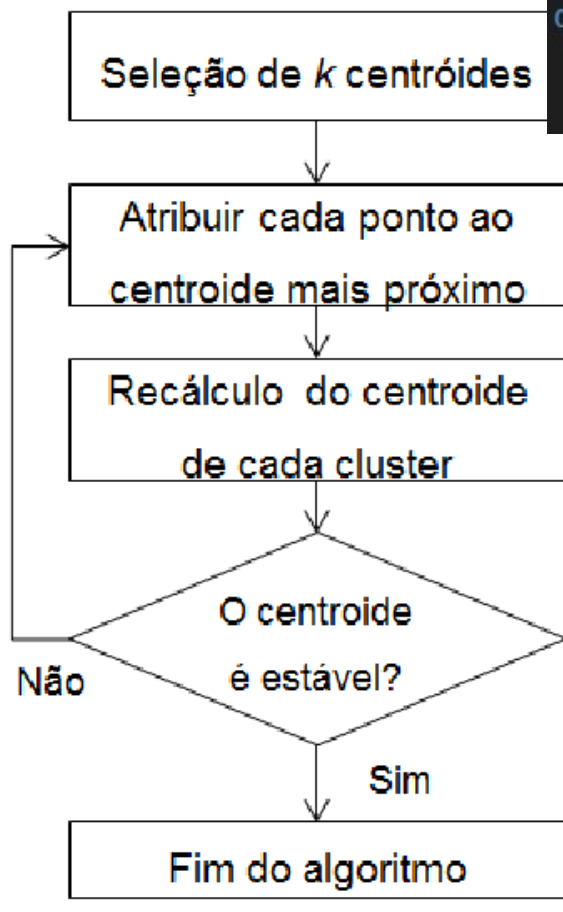 Seleção de k centróides
Atribuir cada ponto ao
centroide mais próximo
Recálculo do centroide
de cada cluster
O centroide
é estável?
Não
Sim
Fim do algoritmo